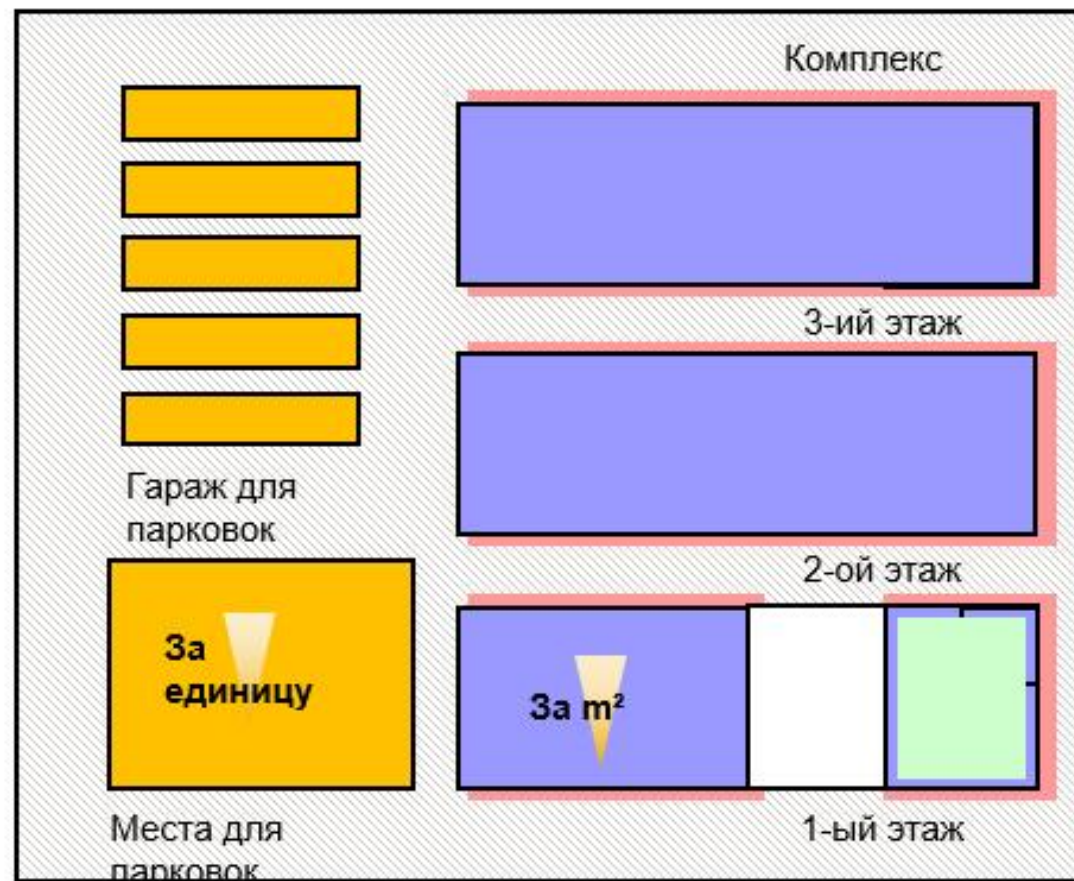 Комплекс
3-ий этаж
Гараж для
парковок
2-ой этаж
За
единицу
За m²
Места для
парковок
1-ый этаж